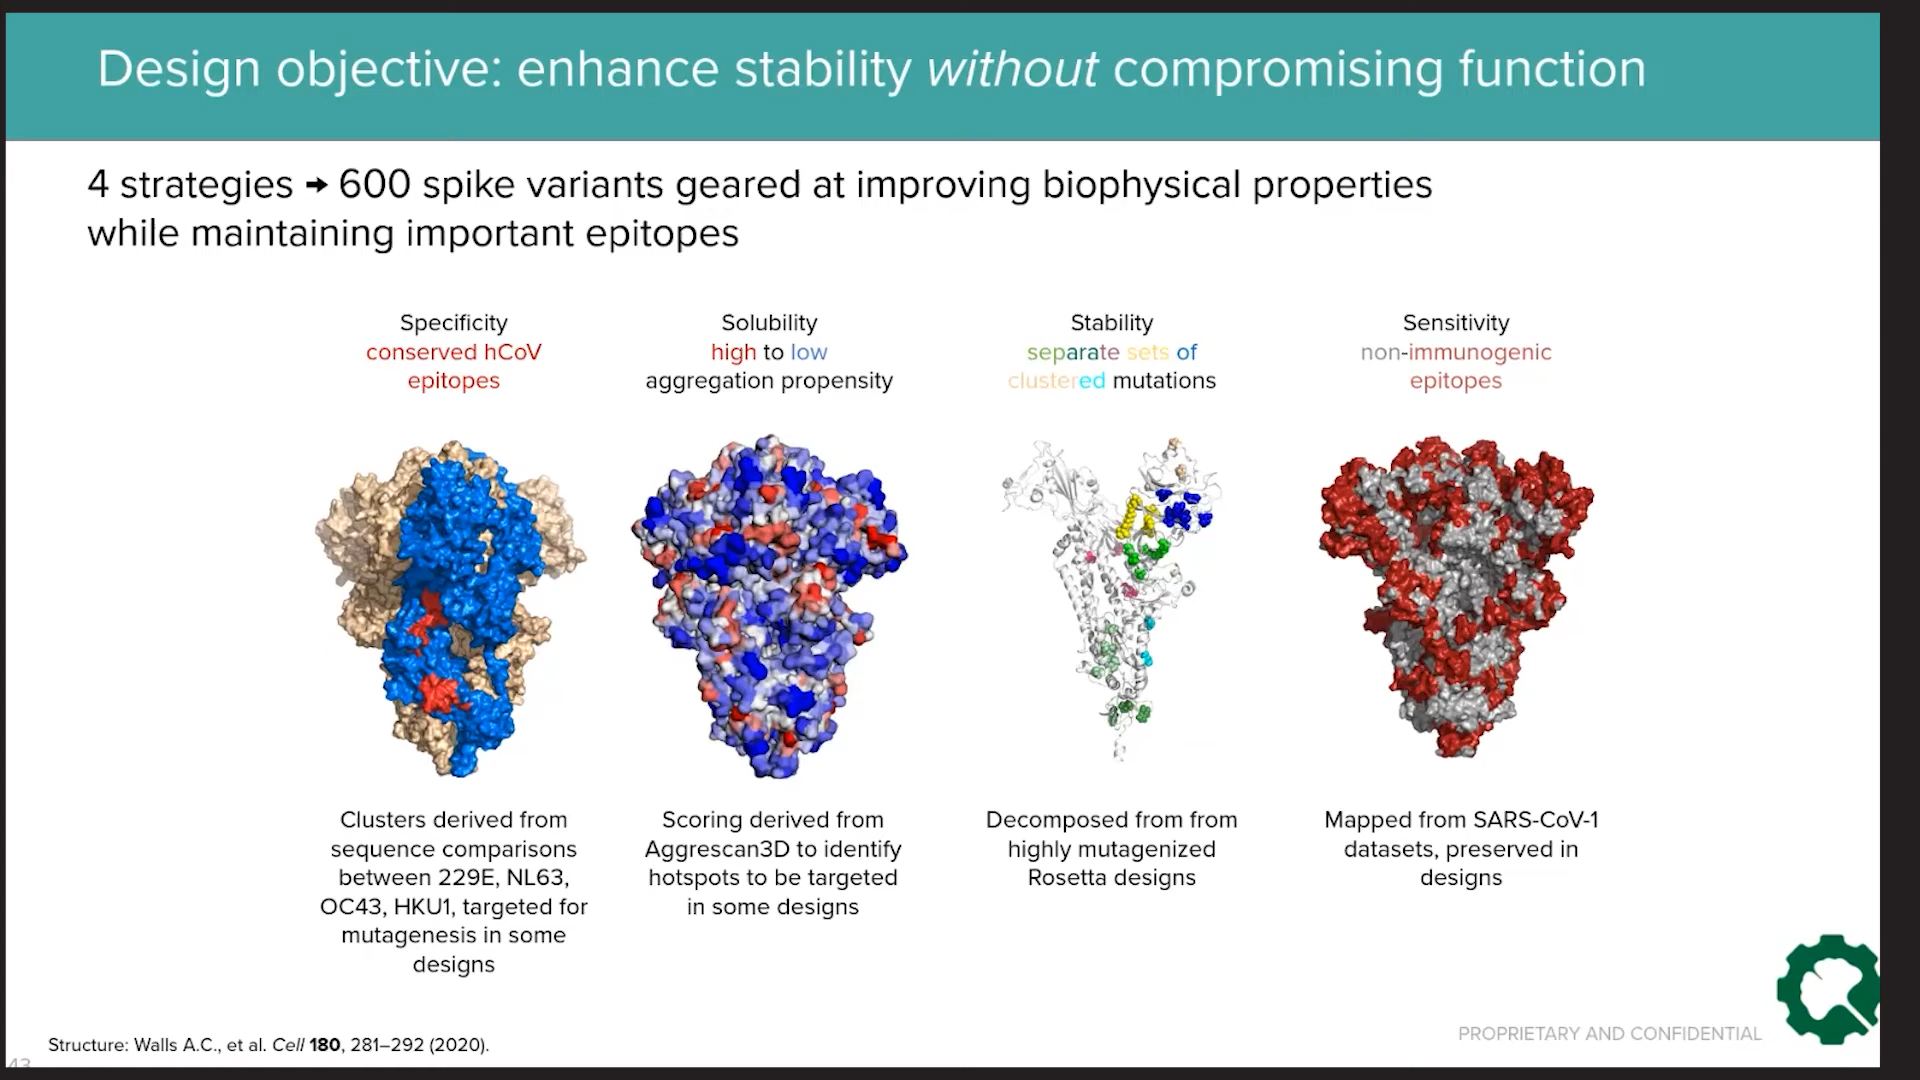 Design objective: enhance stability without compromising function
4 strategies → 600 spike variants geared at improving biophysical properties
while maintaining important epitopes
Specificity
conserved hCoV
epitopes
Solubility
high to low
aggregation propensity
Stability
separate sets of
clustered mutations
Sensitivity
non-immunogenic
epitopes
Clusters derived from
sequence comparisons
between 229E, NL63,
OC43, HKU1, targeted for
mutagenesis in some
designs
Scoring derived from
Aggrescan3D to identify
hotspots to be targeted
in some designs
Decomposed from from
highly mutagenized
Rosetta designs
Mapped from SARS-CoV-1
datasets, preserved in
designs
PROPRIETARY AND CONFIDENTIAL
Structure: Walls A.C., et al. Cell 180, 281–292 (2020).
43